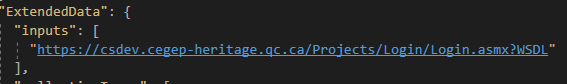 "ExtendedData": {
"inputs": [
"https://csdev.cegep-heritage.qc.ca/Projects/Login/Login.asmx?WSDL"
],